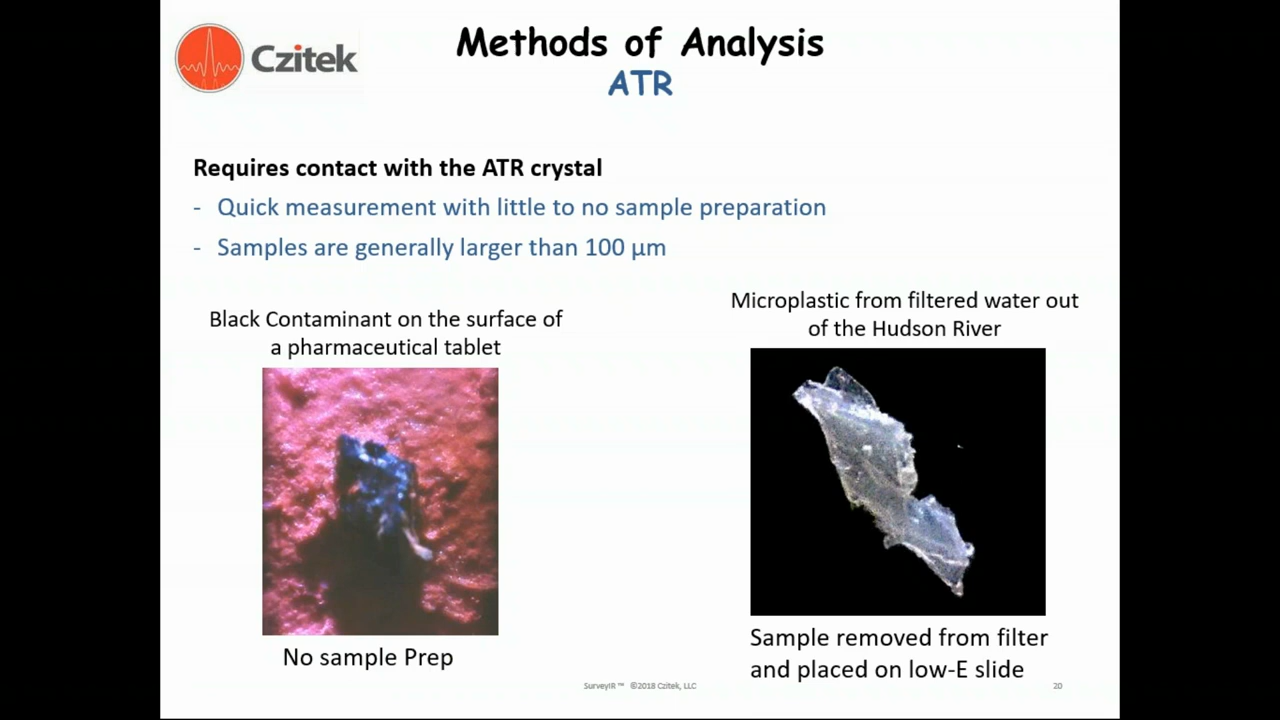 Czitek
Methods of Analysis
ATR
Requires contact with the ATR crystal
- Quick measurement with little to no sample preparation
- Samples are generally larger than 100 µm
Black Contaminant on the surface of
a pharmaceutical tablet
No sample Prep
Microplastic from filtered water out
of the Hudson River
Sample removed from filter
and placed on low-E slide
SurveyIR™ ©2018 Czitek, LLC
20